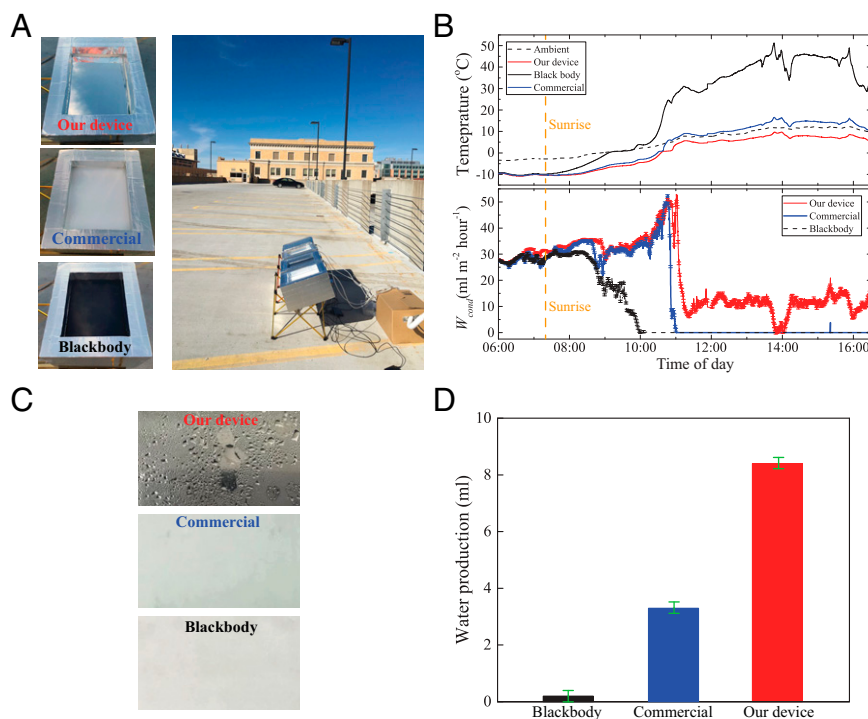 A
Our device
Commercial
Blackbody
B
Temeprature (°C)
50
40
30
20
10
0
-10
Ambient
Our device
Black body
Commercial
Sunrise
W_cond (ml m⁻² hour⁻¹)
50
40
30
20
10
0
Our device
Commercial
Blackbody
Sunrise
06:00 08:00 10:00 12:00 14:00 16:00
Time of day
C
Our device
Commercial
Blackbody
D
Water production (ml)
10
8
6
4
2
0
Blackbody Commercial Our device